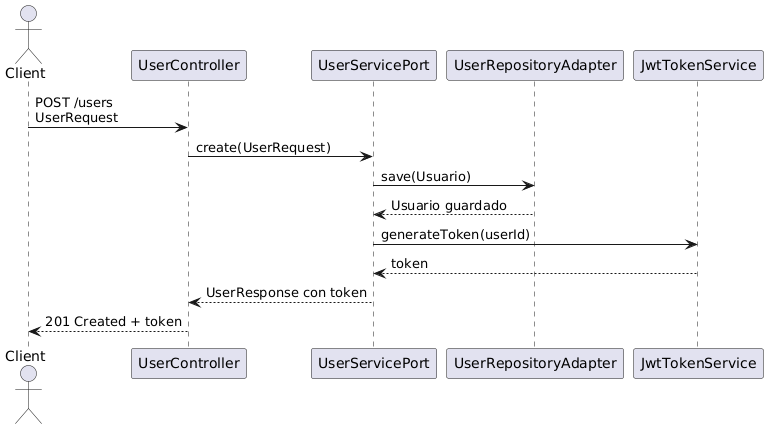 Client
UserController
UserServicePort
UserRepositoryAdapter
JwtTokenService
POST /users
UserRequest
create(UserRequest)
save(Usuario)
Usuario guardado
generateToken(userId)
token
UserResponse con token
201 Created + token
Client
UserController
UserServicePort
UserRepositoryAdapter
JwtTokenService